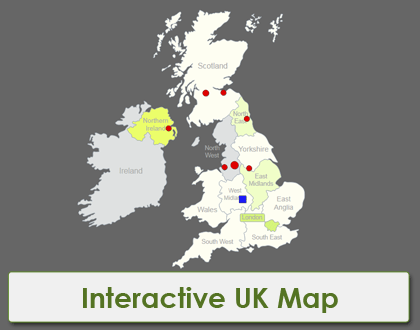 Scotland
Northern
Ireland
North
East
North
West
Yorkshire
Ireland
East
Midlands
West
Midlands
East
Anglia
Wales
London
South West
South East
Interactive UK Map